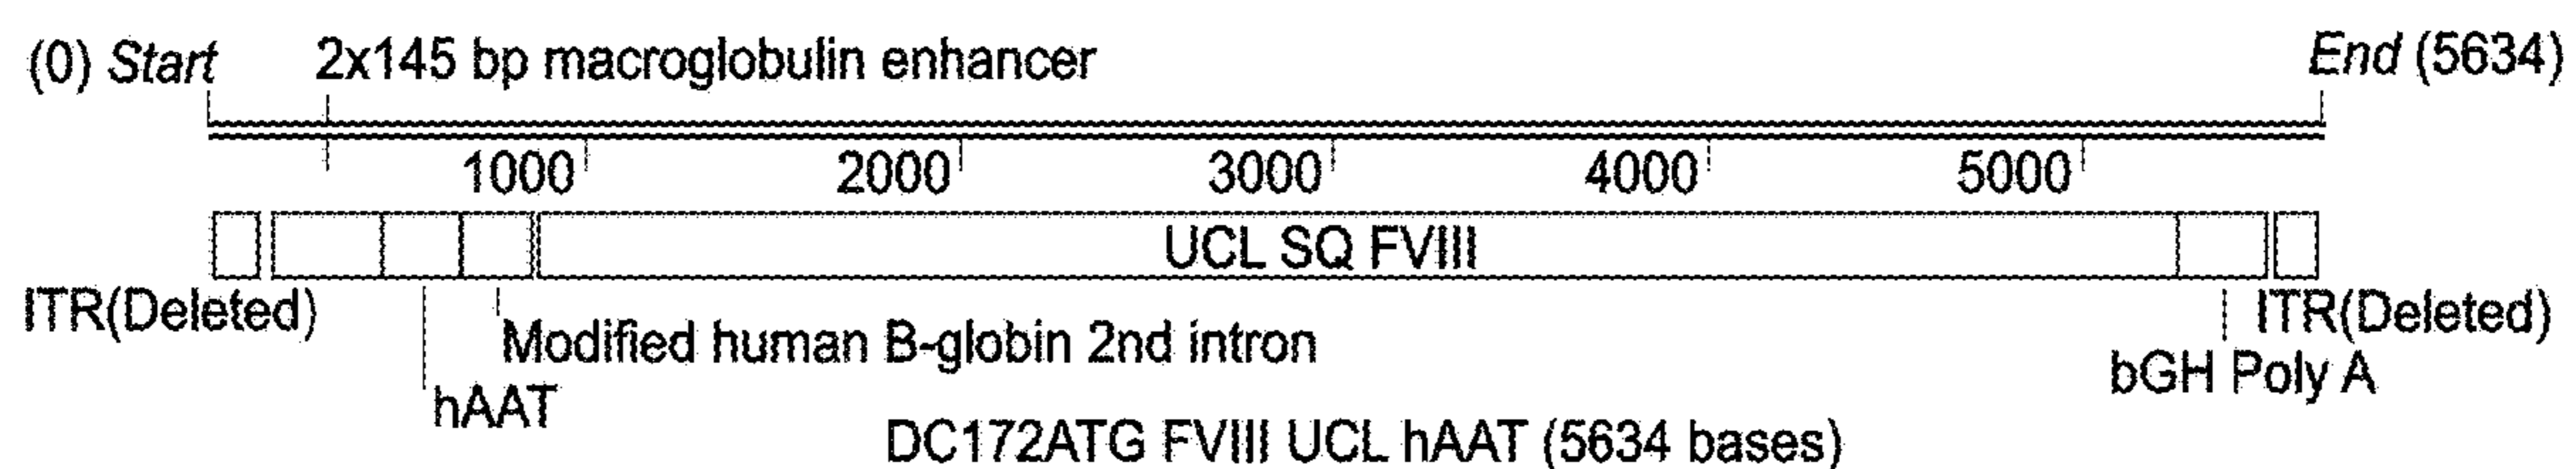 (0) Start 2x145 bp macroglobulin enhancer End (5634)
1000 2000 3000 4000 5000
UCL SQ FVIII
ITR(Deleted) ITR(Deleted)
Modified human B-globin 2nd intron
bGH Poly A
hAAT
DC172ATG FVIII UCL hAAT (5634 bases)